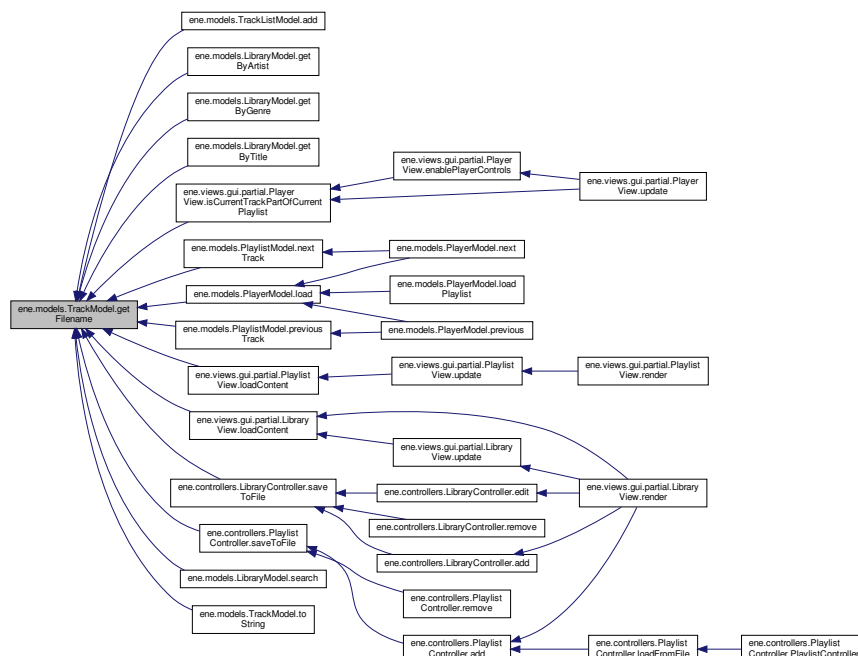 ene.models.TrackListModel.add
ene.models.LibraryModel.get
ByArtist
ene.models.LibraryModel.get
ByGenre
ene.models.LibraryModel.get
ByTitle
ene.views.gui.partial.Player
View.isCurrentTrackPartOfCurrent
Playlist
ene.views.gui.partial.Player
View.enablePlayerControls
ene.views.gui.partial.Player
View.update
ene.models.PlaylistModel.next
Track
ene.models.PlayerModel.next
ene.models.PlayerModel.load
ene.models.PlayerModel.load
Playlist
ene.models.TrackModel.get
Filename
ene.models.PlaylistModel.previous
Track
ene.models.PlayerModel.previous
ene.views.gui.partial.Playlist
View.loadContent
ene.views.gui.partial.Playlist
View.update
ene.views.gui.partial.Playlist
View.render
ene.views.gui.partial.Library
View.loadContent
ene.views.gui.partial.Library
View.update
ene.controllers.LibraryController.save
ToFile
ene.controllers.LibraryController.edit
ene.views.gui.partial.Library
View.render
ene.controllers.LibraryController.remove
ene.controllers.Playlist
Controller.saveToFile
ene.controllers.LibraryController.add
ene.models.LibraryModel.search
ene.controllers.Playlist
Controller.remove
ene.models.TrackModel.to
String
ene.controllers.Playlist
Controller.add
ene.controllers.Playlist
Controller.loadFromFile
ene.controllers.Playlist
Controller.PlaylistController